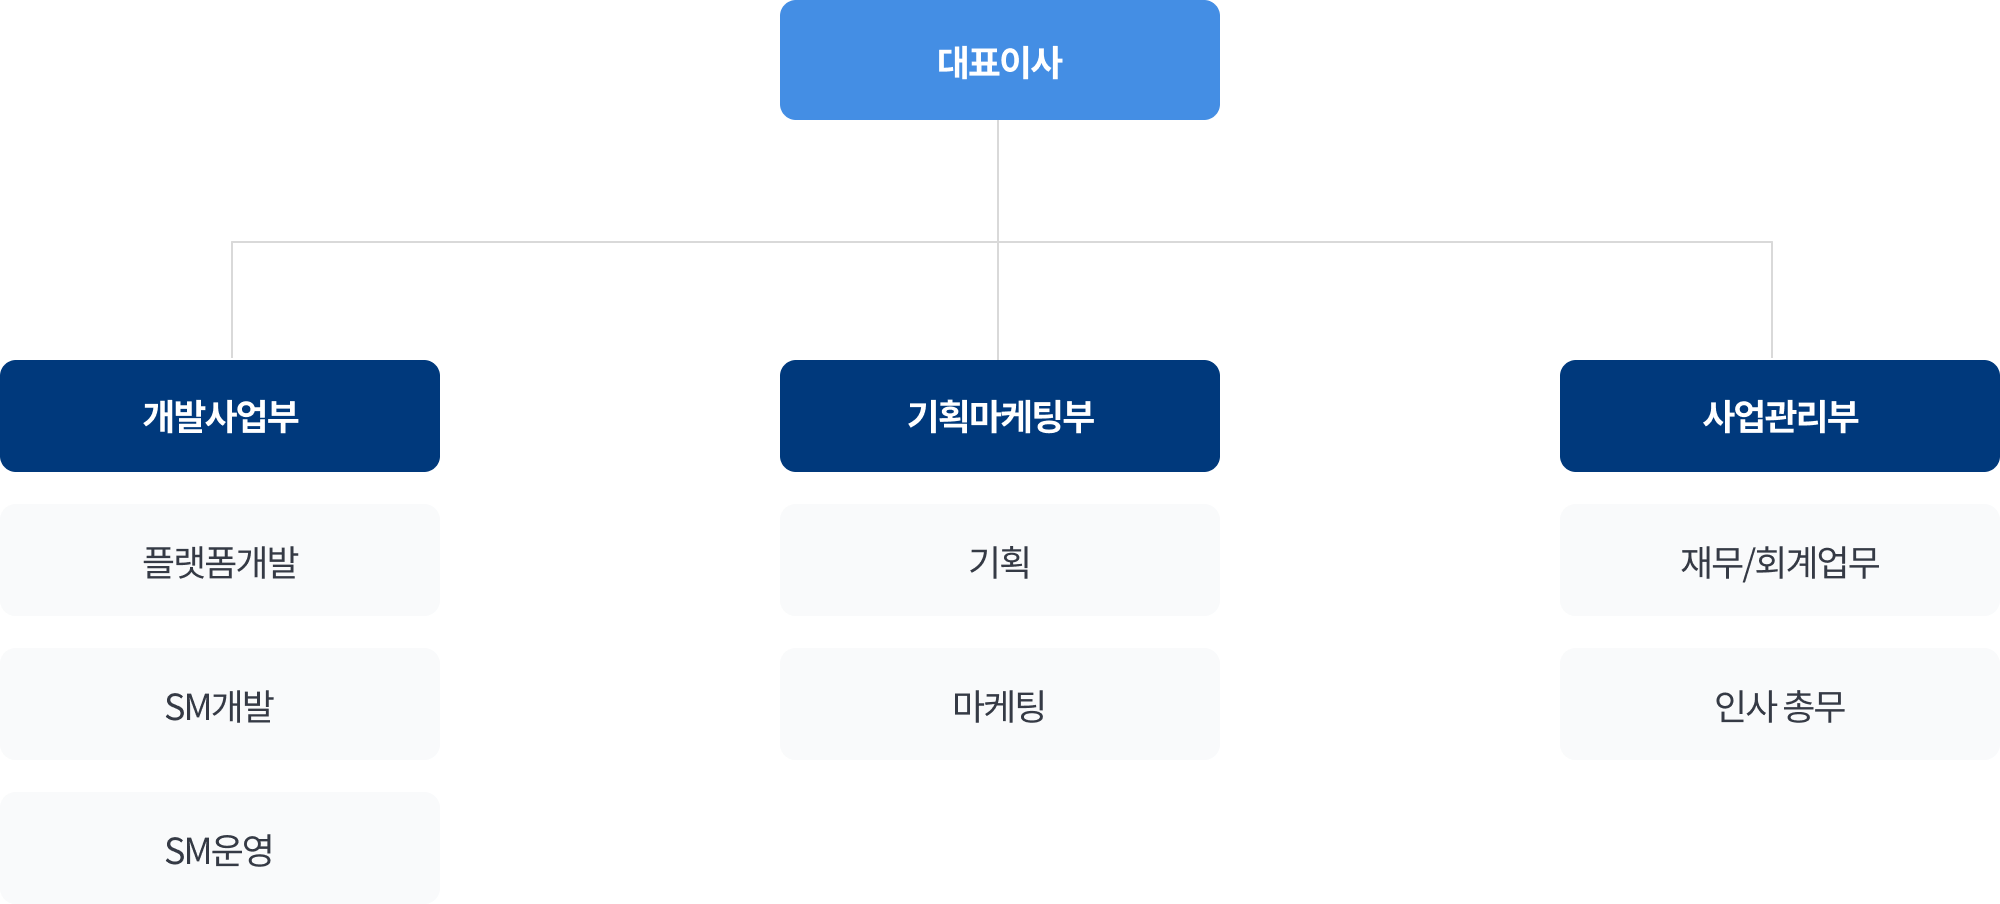 대표이사
개발사업부
플랫폼개발
SM개발
SM운영
기획마케팅부
기획
마케팅
사업관리부
재무/회계업무
인사 총무